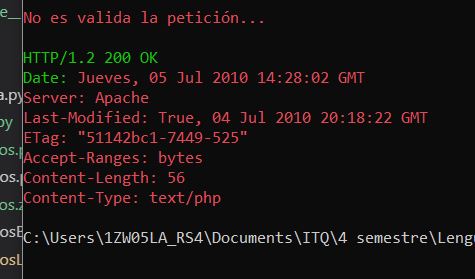 No es valida la petición...
HTTP/1.2 200 OK
Date: Jueves, 05 Jul 2010 14:28:02 GMT
Server: Apache
Last-Modified: True, 04 Jul 2010 20:18:22 GMT
ETag: "51142bc1-7449-525"
Accept-Ranges: bytes
Content-Length: 56
Content-Type: text/php
C:\Users\1ZW05LA_RS4\Documents\ITQ\4 semestre\Leng